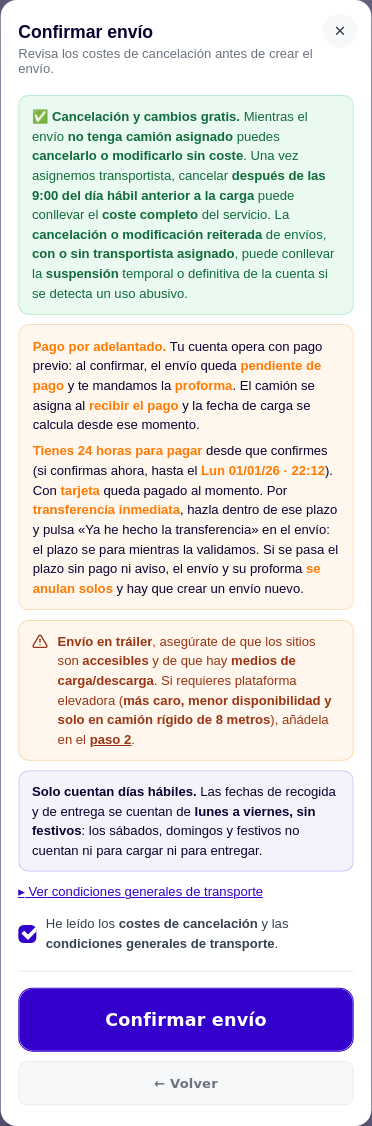 Confirmar envío
×
Revisa los costes de cancelación antes de crear el
envío.
✅ Cancelación y cambios gratis. Mientras el
envío no tenga camión asignado puedes
cancelarlo o modificarlo sin coste. Una vez
asignemos transportista, cancelar después de las
9:00 del día hábil anterior a la carga puede
conllevar el coste completo del servicio. La
cancelación o modificación reiterada de envíos,
con o sin transportista asignado, puede conllevar
la suspensión temporal o definitiva de la cuenta si
se detecta un uso abusivo.
Pago por adelantado. Tu cuenta opera con pago
previo: al confirmar, el envío queda pendiente de
pago y te mandamos la proforma. El camión se
asigna al recibir el pago y la fecha de carga se
calcula desde ese momento.
Tienes 24 horas para pagar desde que confirmes
(si confirmas ahora, hasta el Lun 01/01/26 · 22:12).
Con tarjeta queda pagado al momento. Por
transferencia inmediata, hazla dentro de ese plazo
y pulsa «Ya he hecho la transferencia» en el envío:
el plazo se para mientras la validamos. Si se pasa el
plazo sin pago ni aviso, el envío y su proforma se
anulan solos y hay que crear un envío nuevo.
Envío en tráiler, asegúrate de que los sitios
son accesibles y de que hay medios de
carga/descarga. Si requieres plataforma
elevadora (más caro, menor disponibilidad y
solo en camión rígido de 8 metros), añádela
en el paso 2.
Solo cuentan días hábiles. Las fechas de recogida
y de entrega se cuentan de lunes a viernes, sin
festivos: los sábados, domingos y festivos no
cuentan ni para cargar ni para entregar.
▸ Ver condiciones generales de transporte
He leído los costes de cancelación y las
condiciones generales de transporte.
Confirmar envío
← Volver